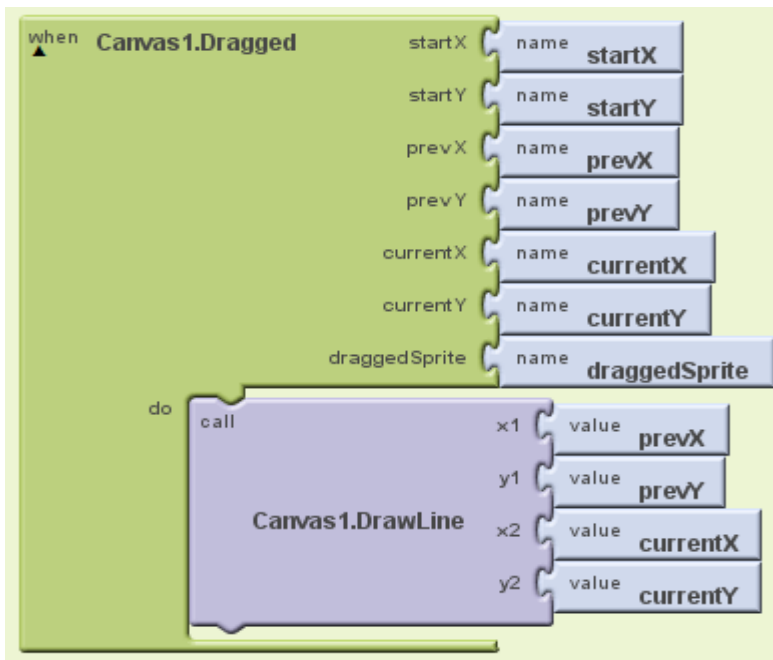 when Canvas1.Dragged startX name startX
startY name startY
prevX name prevX
prevY name prevY
currentX name currentX
currentY name currentY
draggedSprite name draggedSprite
do call x1 value prevX
y1 value prevY
Canvas1.DrawLine x2 value currentX
y2 value currentY